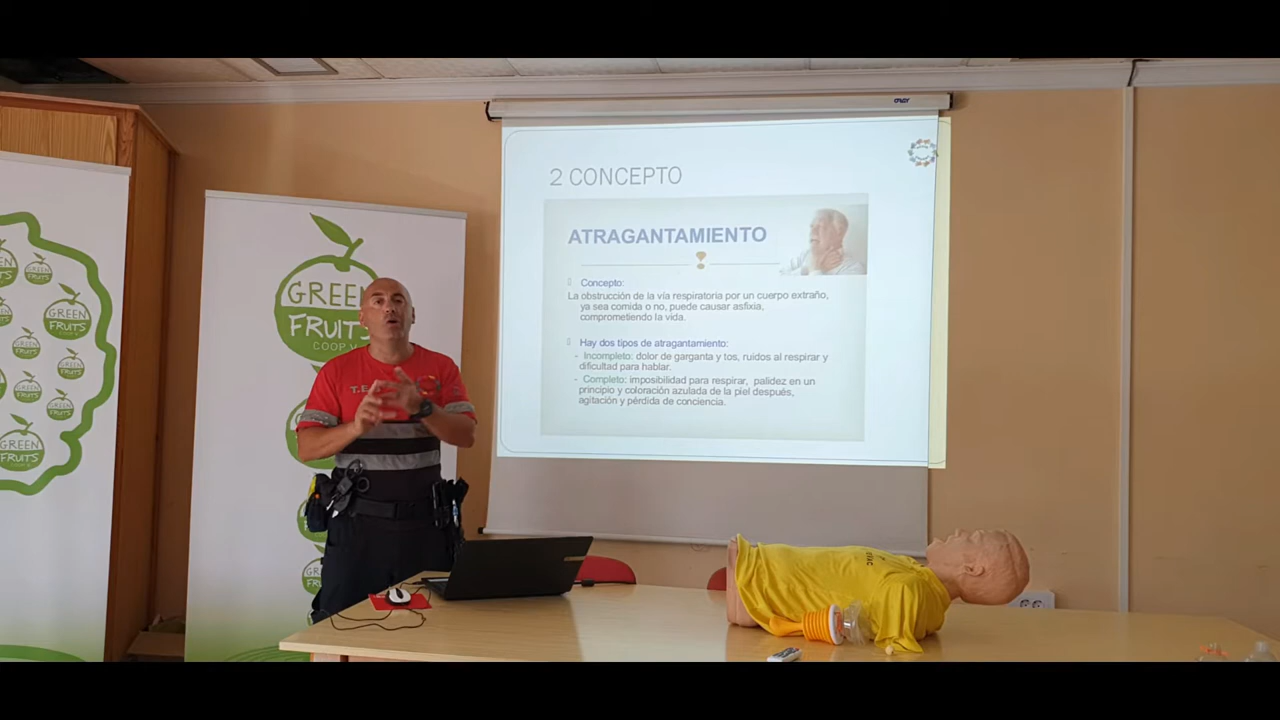 2 CONCEPTO
ATRAGANTAMIENTO
Concepto:
La obstrucción de la vía respiratoria por un cuerpo extraño,
ya sea comida o no, puede causar asfixia,
comprometiendo la vida.
Hay dos tipos de atragantamiento:
- Incompleto: dolor de garganta y tos, ruidos al respirar y
dificultad para hablar.
- Completo: imposibilidad para respirar, palidez en un
principio y coloración azulada de la piel después,
agitación y pérdida de conciencia.
GREEN
FRUITS
COOP.V
GREEN
FRUITS
GREEN
FRUITS
GREEN
FRUITS